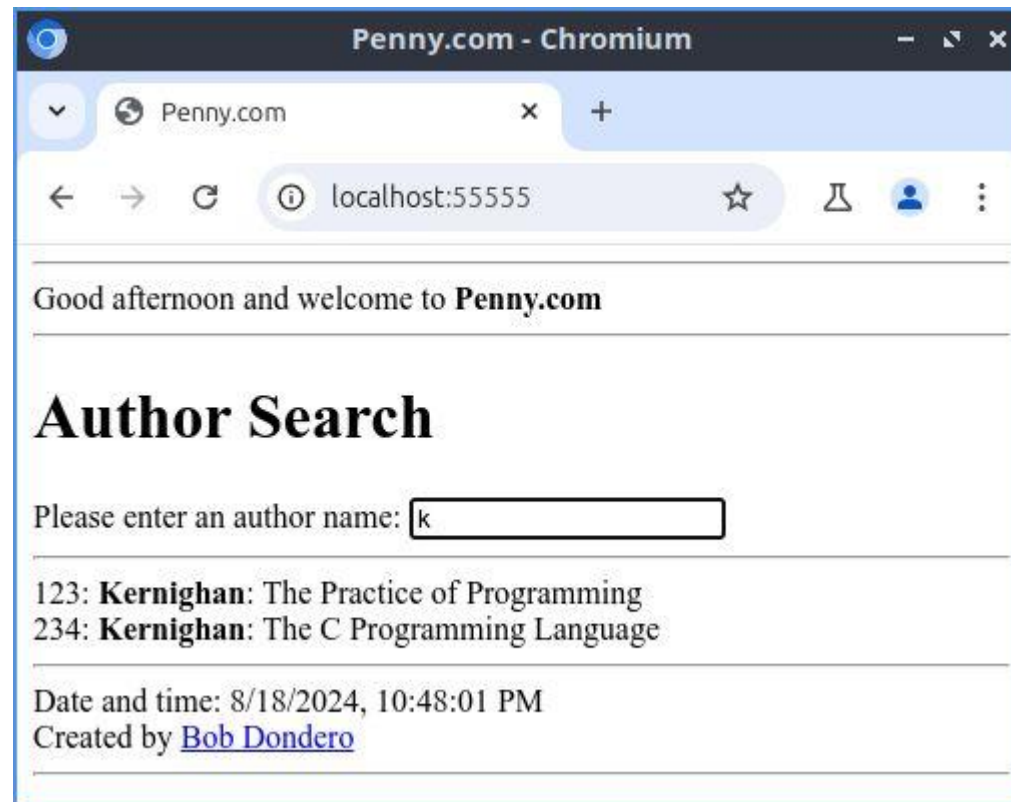 Penny.com - Chromium
Penny.com
localhost:55555
Good afternoon and welcome to Penny.com
Author Search
Please enter an author name: k
123: Kernighan: The Practice of Programming
234: Kernighan: The C Programming Language
Date and time: 8/18/2024, 10:48:01 PM
Created by Bob Dondero